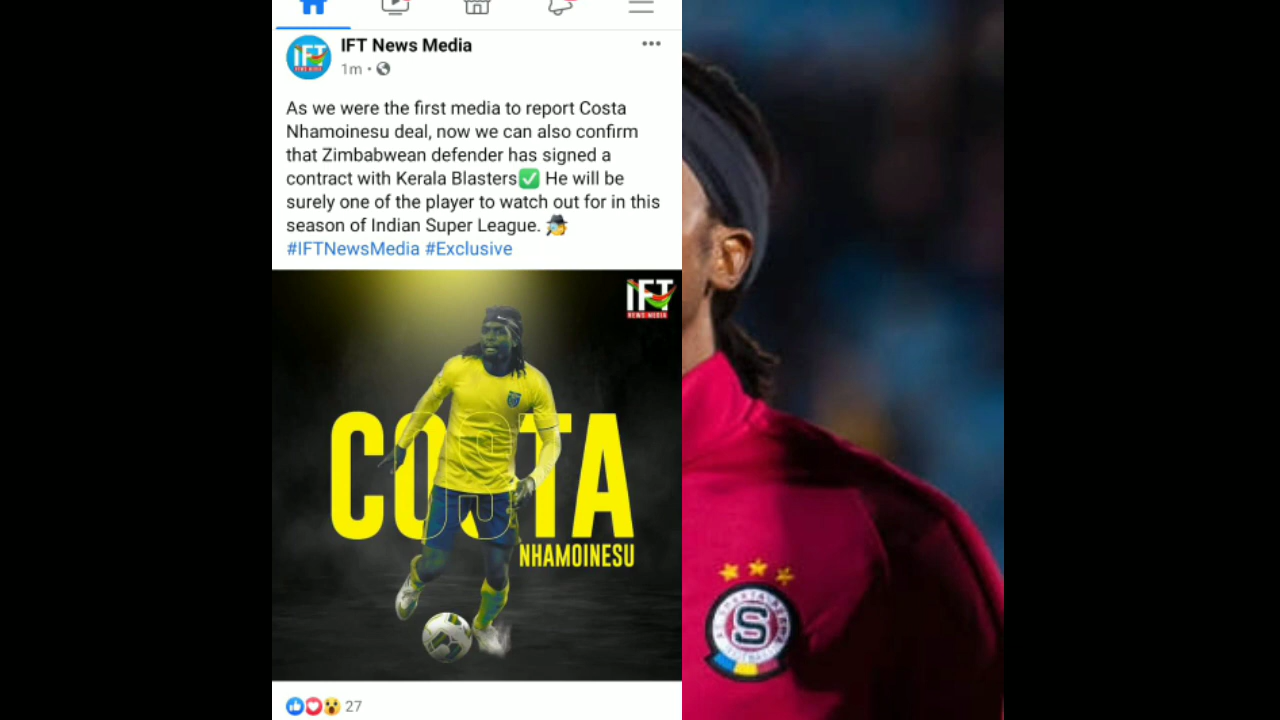 IFT News Media
1m
As we were the first media to report Costa
Nhamoinesu deal, now we can also confirm
that Zimbabwean defender has signed a
contract with Kerala Blasters✅ He will be
surely one of the player to watch out for in this
season of Indian Super League. 🕵
#IFTNewsMedia #Exclusive
IFT
NEWS MEDIA
COSTA
NHAMOINESU
S
27